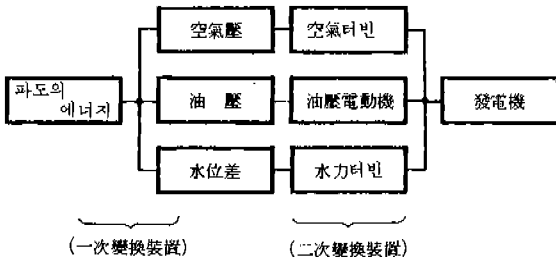 空氣壓
空氣터빈
파도의
에너지
油 壓
油壓電動機
發電機
水位差
水力터빈
(一次變換裝置)
(二次變換裝置)